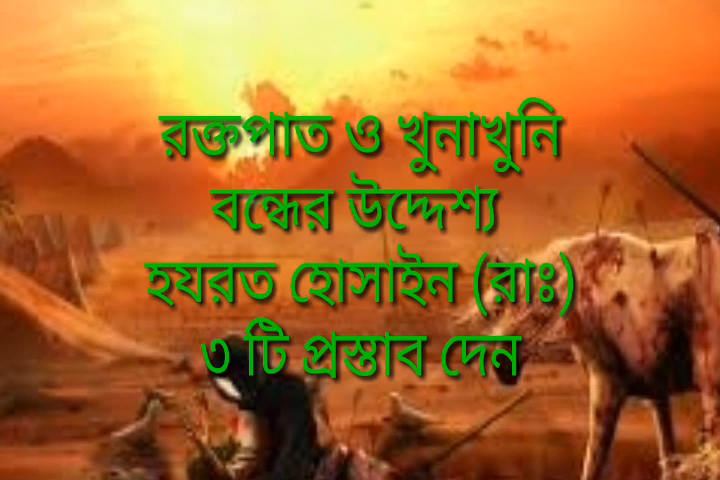 রক্তপাত ও খুনাখুনি
বন্ধের উদ্দেশ্য
হযরত হোসাইন (রাঃ)
৩ টি প্রস্তাব দেন